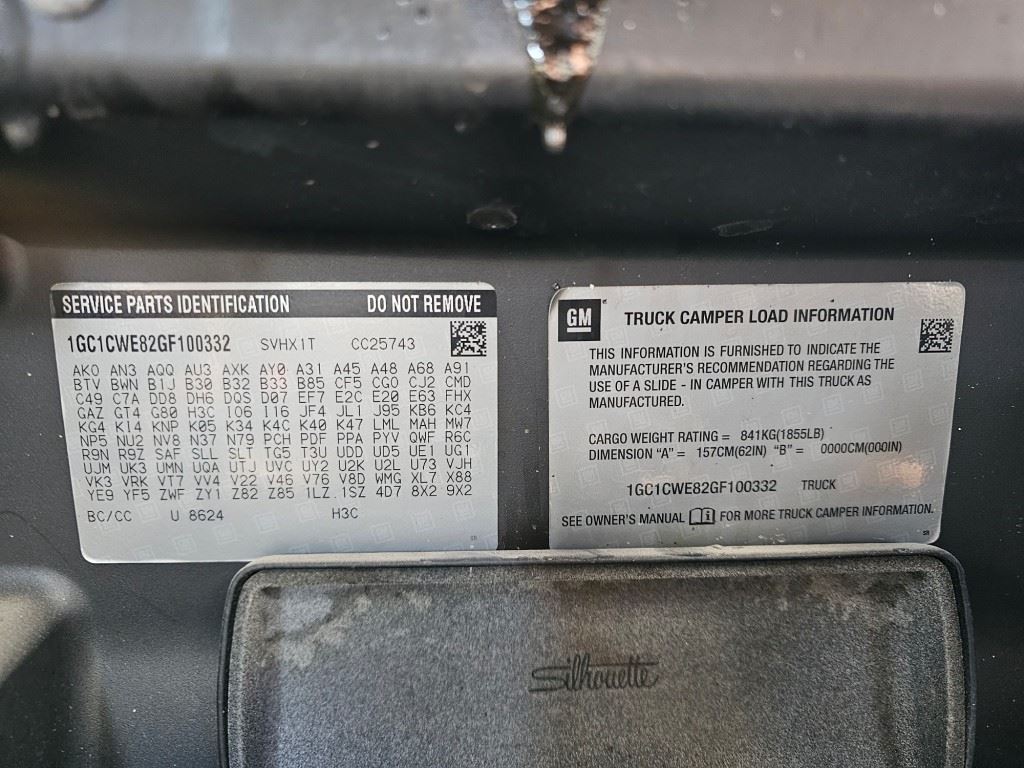 SERVICE PARTS IDENTIFICATION DO NOT REMOVE
1GC1CWE82GF100332 SVHX1T CC25743
AKO AN3 AQQ AU3 AXK AY0 A31 A45 A48 A68 A91
BTV BWN B1J B30 B32 B33 B85 CF5 CGO CJ2 CMD
C49 C7A DD8 DH6 DQS D07 EF7 E2C E20 E63 FHX
GAZ GT4 G80 H3C IO6 I16 JF4 JL1 J95 KB6 KC4
KG4 KI4 KNP K05 K34 K4C K40 K47 LML MAH MW7
NP5 NU2 NV8 N37 N79 PCH PDF PPA PYV QWF R6C
R9N R9Z SAF SLL SLT TG5 T3U UDD UD5 UE1 UG1
UJM UK3 UMN UQA UTJ UVC UY2 U2K U2L U73 VJH
VK3 VRK VT7 VV4 V22 V46 V76 V8D WMG XL7 X88
YE9 YF5 ZWF ZY1 Z82 Z85 1LZ 1SZ 4D7 8X2 9X2
BC/CC U 8624 H3C
GM TRUCK CAMPER LOAD INFORMATION
THIS INFORMATION IS FURNISHED TO INDICATE THE
MANUFACTURER'S RECOMMENDATION REGARDING THE
USE OF A SLIDE - IN CAMPER WITH THIS TRUCK AS
MANUFACTURED.
CARGO WEIGHT RATING = 841KG(1855LB)
DIMENSION "A" = 157CM(62IN) "B" = 0000CM(000IN)
1GC1CWE82GF100332 TRUCK
SEE OWNER'S MANUAL FOR MORE TRUCK CAMPER INFORMATION.
Silhouette